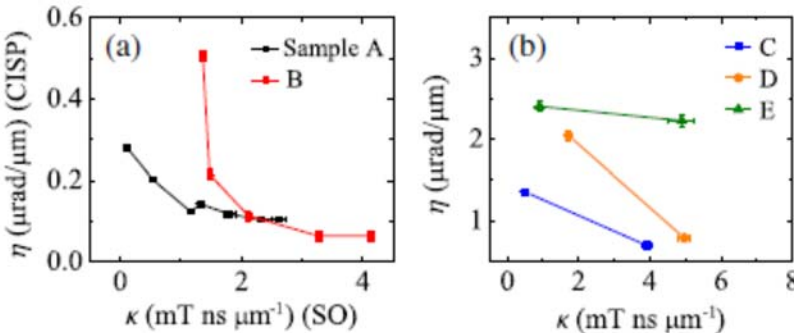 (a)
Sample A
B
0.6
0.4
0.2
0.0
η (μrad/μm) (CISP)
0 2 4
κ (mT ns μm⁻¹) (SO)
(b)
C
D
E
3
2
1
η (μrad/μm)
0 2 4 6 8
κ (mT ns μm⁻¹)